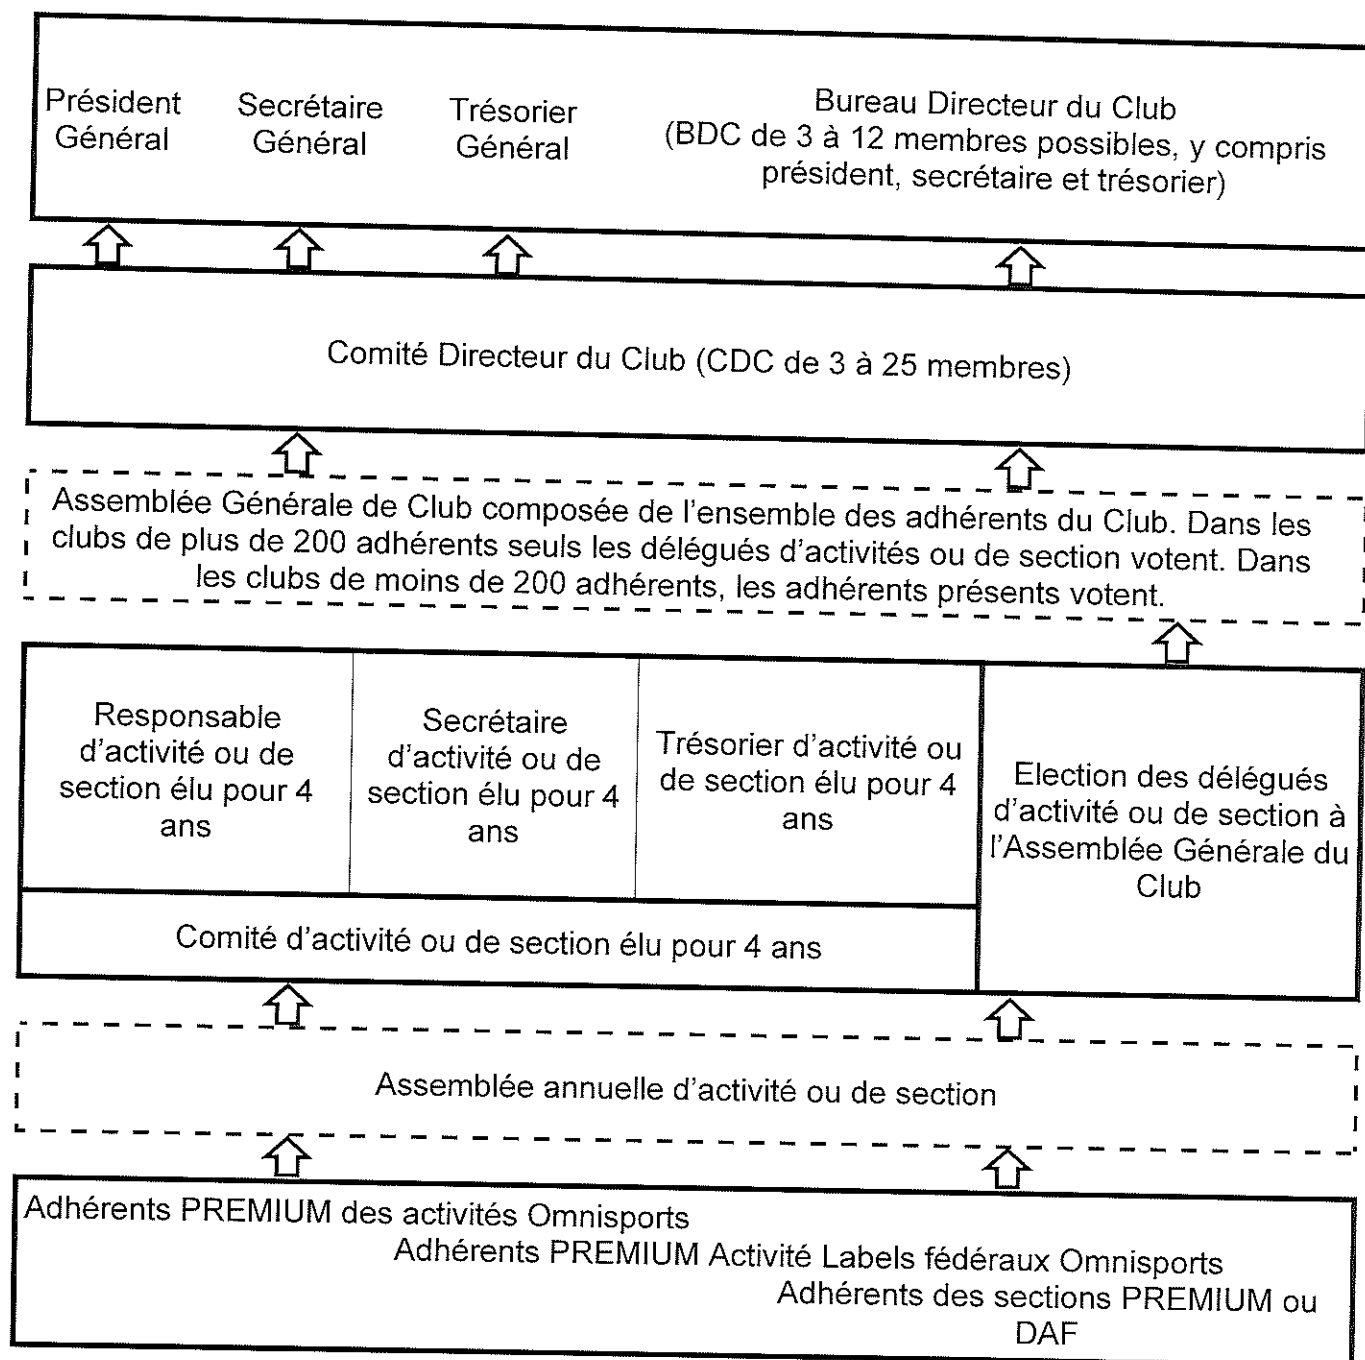 Président
Général
Secrétaire
Général
Trésorier
Général
Bureau Directeur du Club
(BDC de 3 à 12 membres possibles, y compris
président, secrétaire et trésorier)
Comité Directeur du Club (CDC de 3 à 25 membres)
Assemblée Générale de Club composée de l'ensemble des adhérents du Club. Dans les
clubs de plus de 200 adhérents seuls les délégués d'activités ou de section votent. Dans
les clubs de moins de 200 adhérents, les adhérents présents votent.
Responsable
d'activité ou de
section élu pour 4
ans
Secrétaire
d'activité ou de
section élu pour 4
ans
Trésorier d'activité ou
de section élu pour 4
ans
Election des délégués
d'activité ou de section à
l'Assemblée Générale du
Club
Comité d'activité ou de section élu pour 4 ans
Assemblée annuelle d'activité ou de section
Adhérents PREMIUM des activités Omnisports
Adhérents PREMIUM Activité Labels fédéraux Omnisports
Adhérents des sections PREMIUM ou
DAF